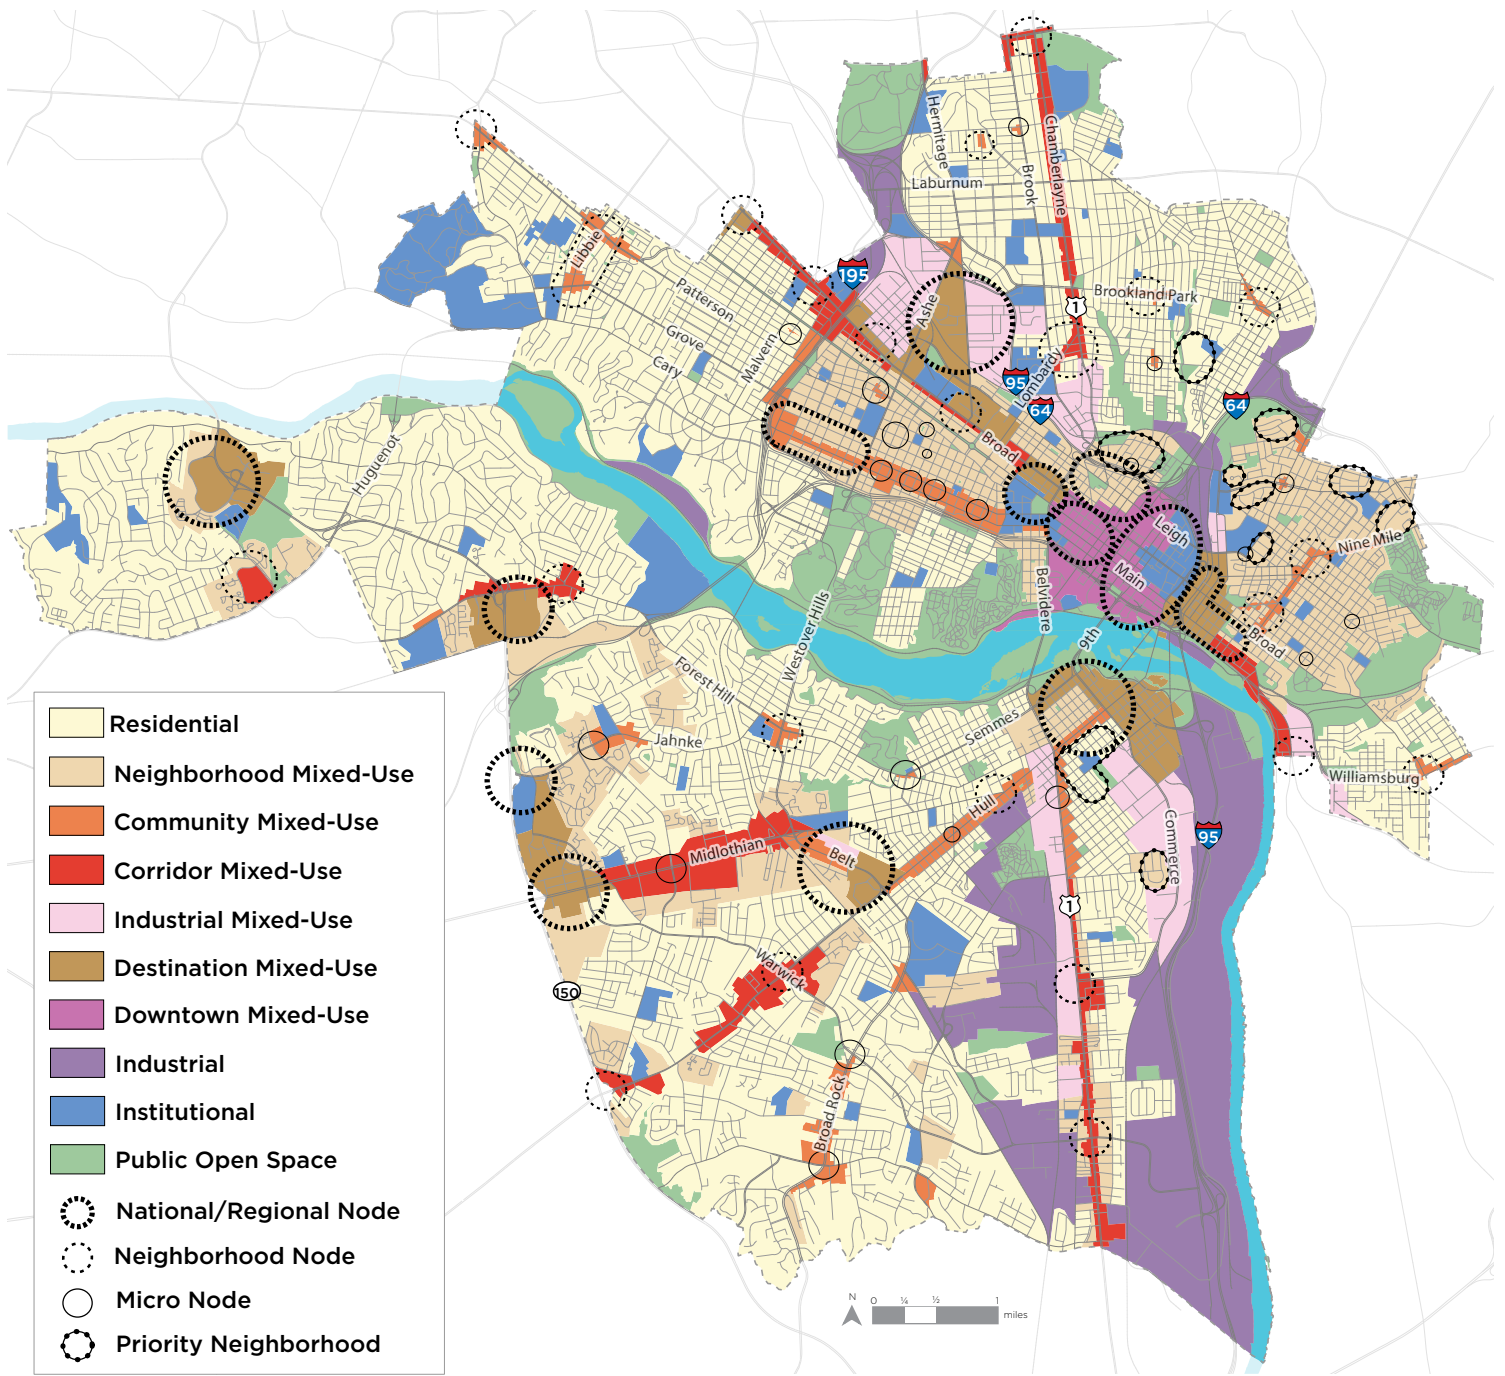 Hermitage
Chamberlayne
Laburnum
Brook
Libbie
195
Patterson
Ashe
Brookland Park
1
Grove
Malvern
Cary
95
Lombardy
64
64
Broad
Huguenot
Leigh
Nine Mile
Main
Belvidere
Westover Hills
9th
Broad
Forest Hill
Semmes
Jahnke
Williamsburg
Hull
Commerce
95
Midlothian
Belt
1
Warwick
150
Broad Rock
Residential
Neighborhood Mixed-Use
Community Mixed-Use
Corridor Mixed-Use
Industrial Mixed-Use
Destination Mixed-Use
Downtown Mixed-Use
Industrial
Institutional
Public Open Space
National/Regional Node
Neighborhood Node
Micro Node
Priority Neighborhood
N
0 ¼ ½ 1
miles